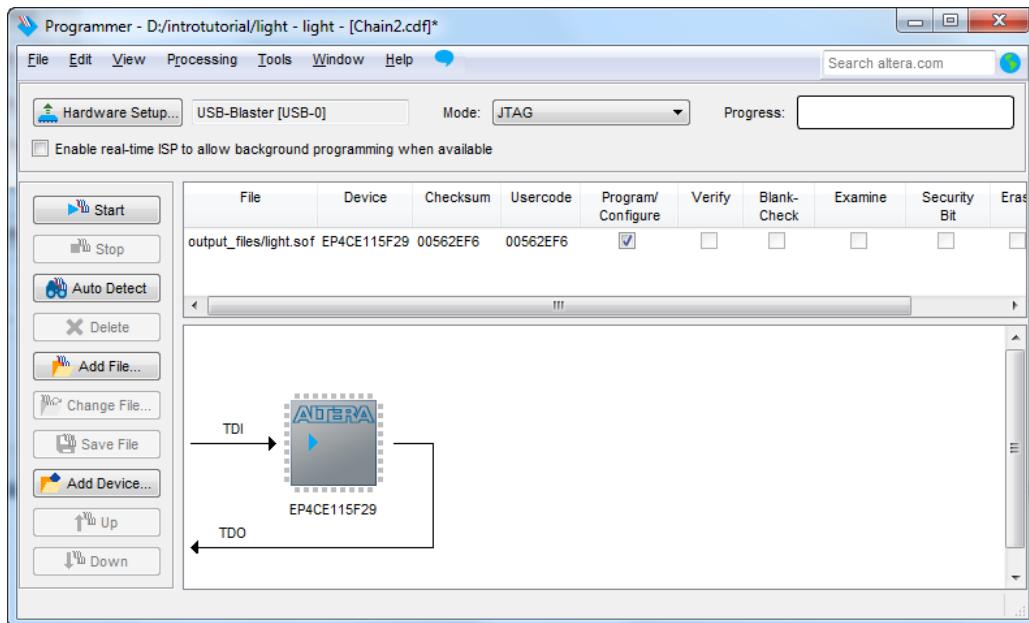 Programmer - D:/introtutorial/light - light - [Chain2.cdf]*
File Edit View Processing Tools Window Help Search altera.com
Hardware Setup... USB-Blaster [USB-0] Mode: JTAG Progress:
Enable real-time ISP to allow background programming when available
Start
Stop
Auto Detect
Delete
Add File...
Change File...
Save File
Add Device...
Up
Down
File Device Checksum Usercode Program/ Configure Verify Blank- Check Examine Security Bit Eras
output_files/light.sof EP4CE115F29 00562EF6 00562EF6
ALTERA
TDI
EP4CE115F29
TDO